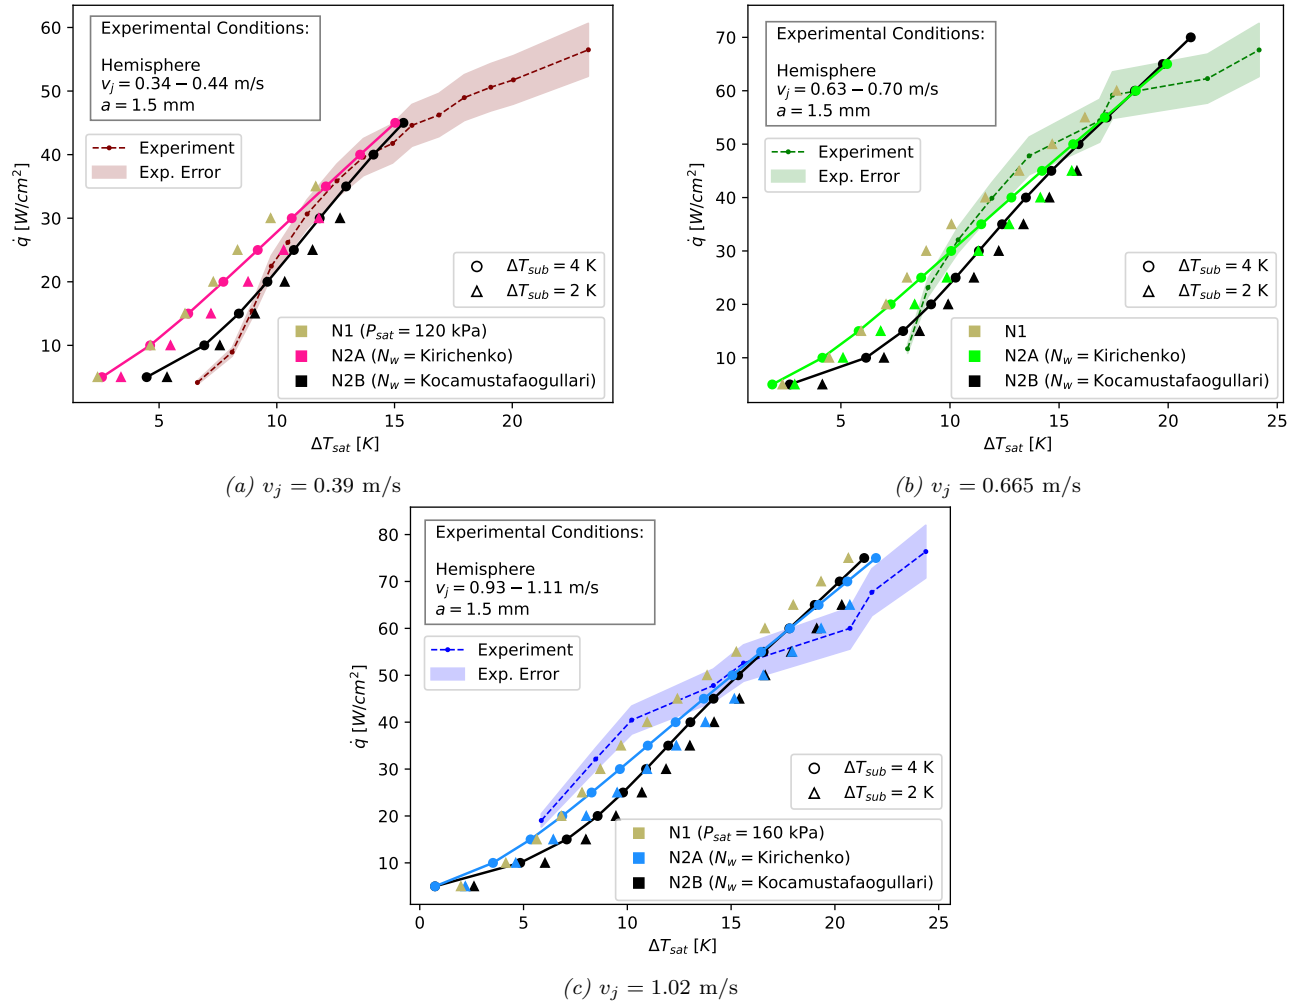 60
50
40
30
20
10
q̇ [W/cm²]
Experimental Conditions:
Hemisphere
v_j = 0.34 − 0.44 m/s
a = 1.5 mm
Experiment
Exp. Error
ΔT_sub = 4 K
ΔT_sub = 2 K
N1 (P_sat = 120 kPa)
N2A (N_w = Kirichenko)
N2B (N_w = Kocamustafaogullari)
5 10 15 20
ΔT_sat [K]
(a) v_j = 0.39 m/s
70
60
50
40
30
20
10
q̇ [W/cm²]
Experimental Conditions:
Hemisphere
v_j = 0.63 − 0.70 m/s
a = 1.5 mm
Experiment
Exp. Error
ΔT_sub = 4 K
ΔT_sub = 2 K
N1
N2A (N_w = Kirichenko)
N2B (N_w = Kocamustafaogullari)
5 10 15 20 25
ΔT_sat [K]
(b) v_j = 0.665 m/s
80
70
60
50
40
30
20
10
q̇ [W/cm²]
Experimental Conditions:
Hemisphere
v_j = 0.93 − 1.11 m/s
a = 1.5 mm
Experiment
Exp. Error
ΔT_sub = 4 K
ΔT_sub = 2 K
N1 (P_sat = 160 kPa)
N2A (N_w = Kirichenko)
N2B (N_w = Kocamustafaogullari)
0 5 10 15 20 25
ΔT_sat [K]
(c) v_j = 1.02 m/s